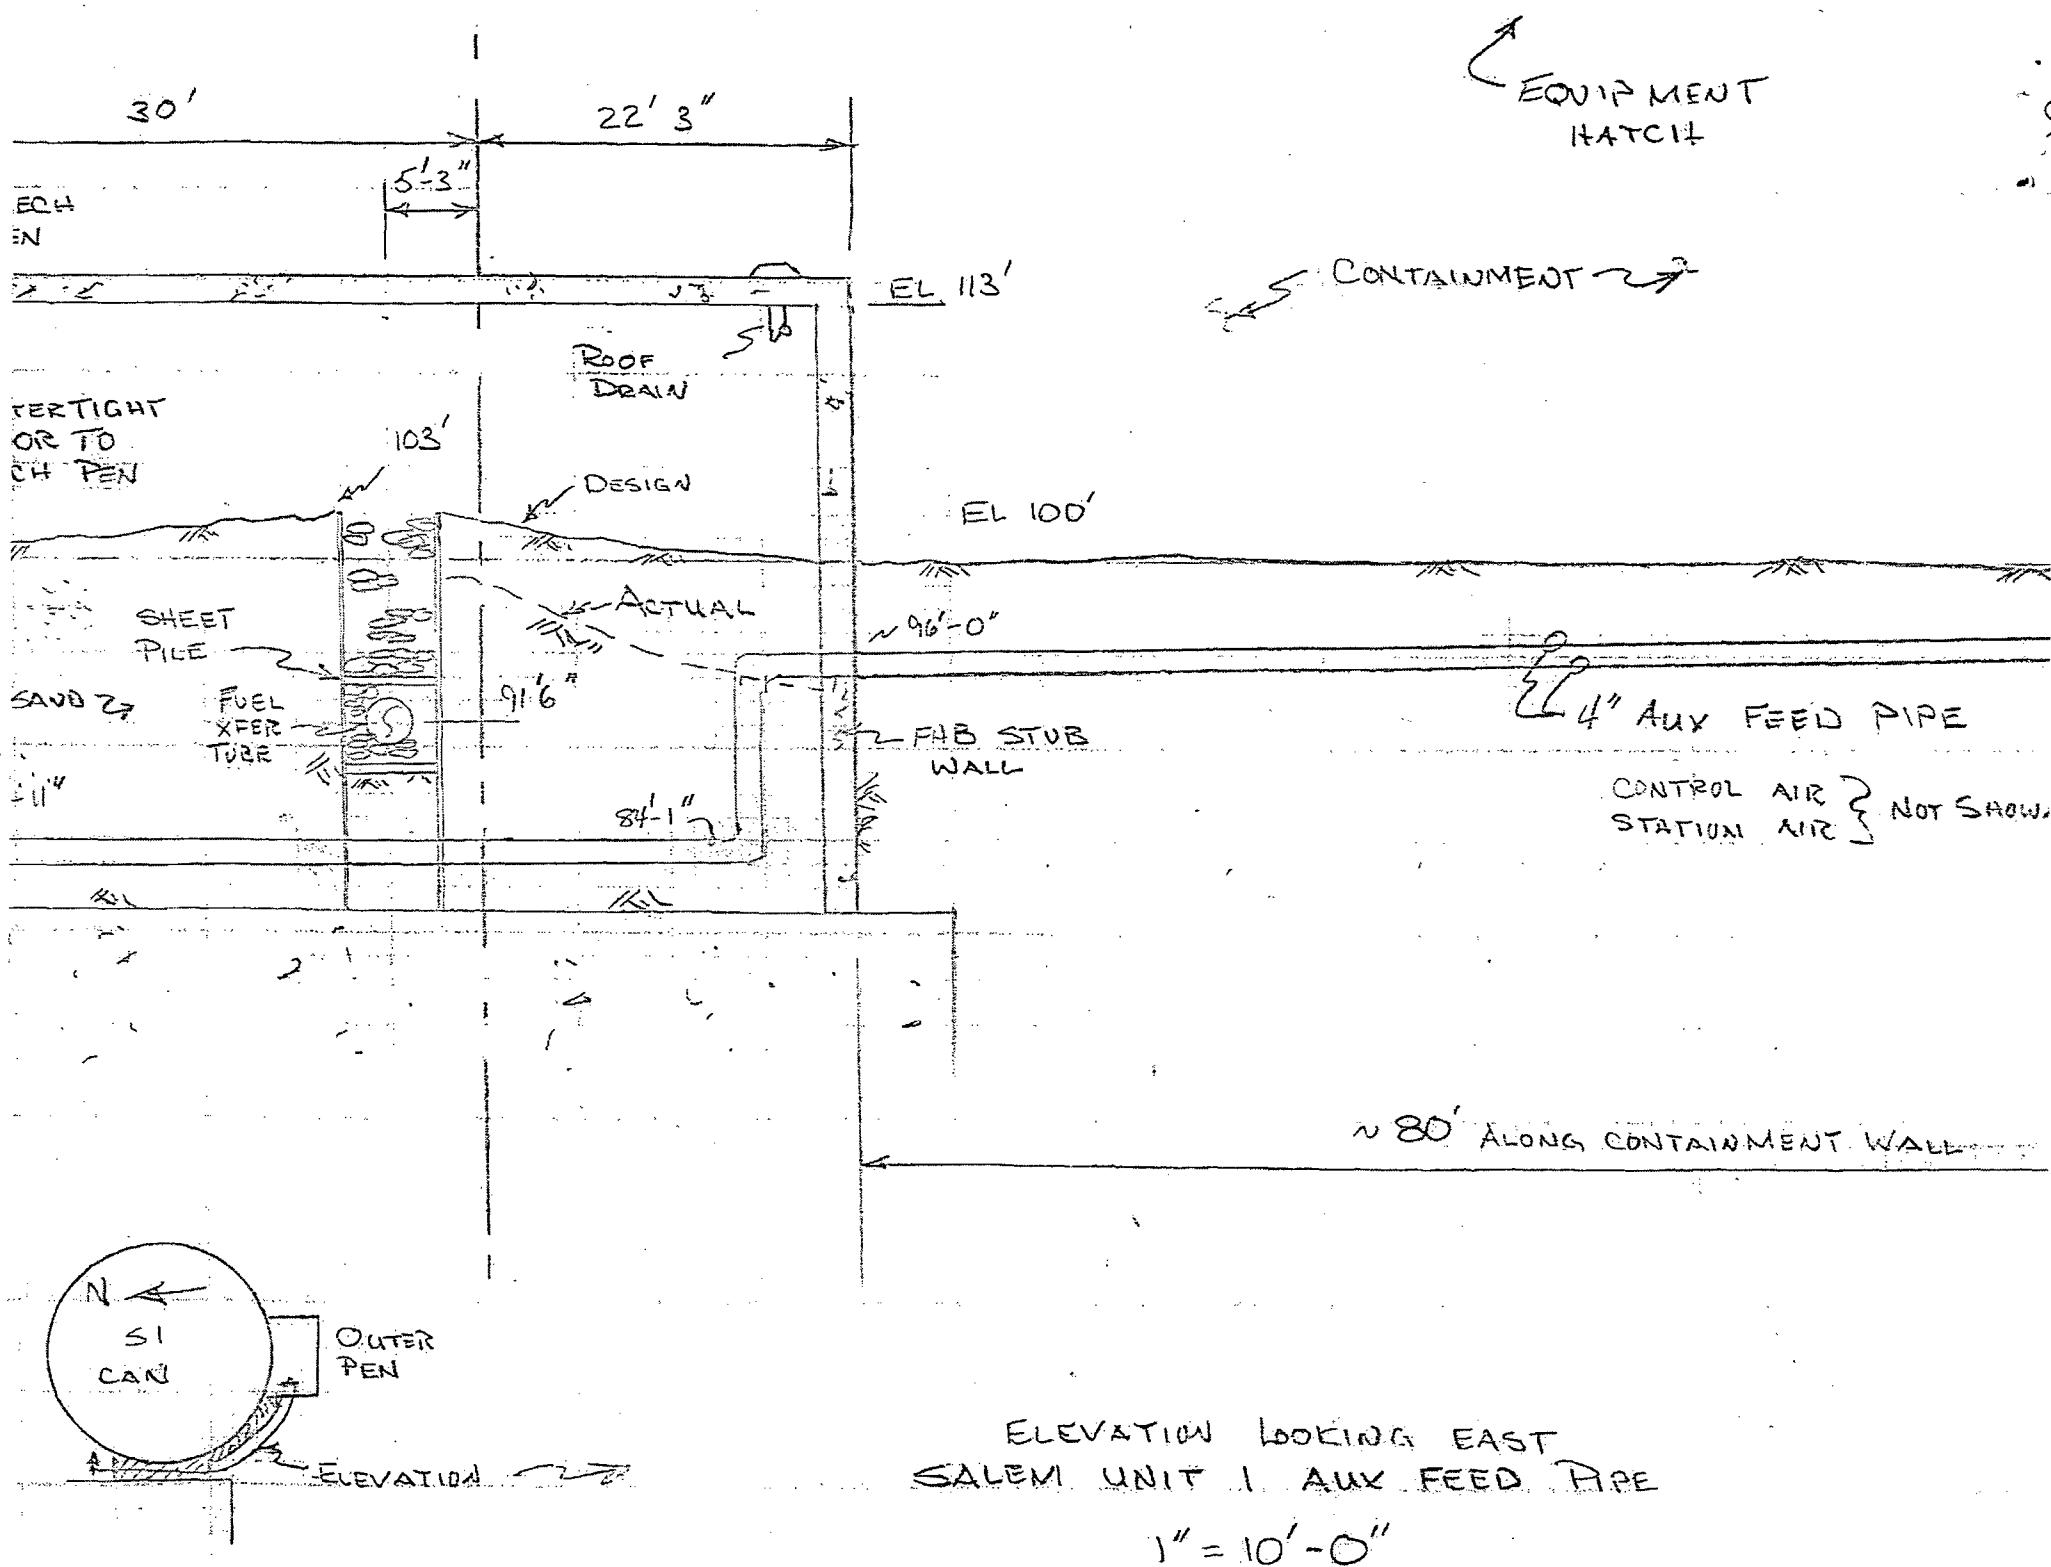 30'
22' 3"
EQUIPMENT
HATCH
5'-3"
ECH
EN
EL 113'
CONTAINMENT
ROOF
DRAIN
TERTIGHT
OR TO
CH PEN
103'
DESIGN
EL 100'
SHEET
PILE
ACTUAL
~ 96'-0"
SAND
FUEL
XFER
TUBE
91'6"
4" AUX FEED PIPE
FHB STUB
WALL
11"
84'-1"
CONTROL AIR
STATION AIR
NOT SHOW
~ 80' ALONG CONTAINMENT WALL
N
S1
CAN
OUTER
PEN
ELEVATION
ELEVATION LOOKING EAST
SALEM UNIT 1 AUX FEED PIPE
1" = 10'-0"